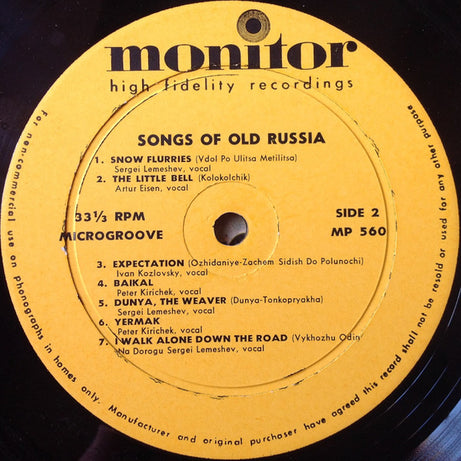 monitor
high fidelity recordings
SONGS OF OLD RUSSIA
1. SNOW FLURRIES (Vdol Po Ulitsa Metilitsa)
Sergei Lemeshev, vocal
2. THE LITTLE BELL (Kolokolchik)
Artur Eisen, vocal
33⅓ RPM
MICROGROOVE
SIDE 2
MP 560
3. EXPECTATION (Ozhidaniye-Zachom Sidish Do Polunochi)
Ivan Kozlovsky, vocal
4. BAIKAL
Peter Kirichek, vocal
5. DUNYA, THE WEAVER (Dunya-Tonkopryakha)
Sergei Lemeshev, vocal
6. YERMAK
Peter Kirichek, vocal
7. I WALK ALONE DOWN THE ROAD (Vykhozhu Odin
Na Dorogu Sergei Lemeshev, vocal
For non-commercial use on Phonographs in homes only. Manufacturer and original purchaser have agreed this record shall not be resold or used for any other purpose